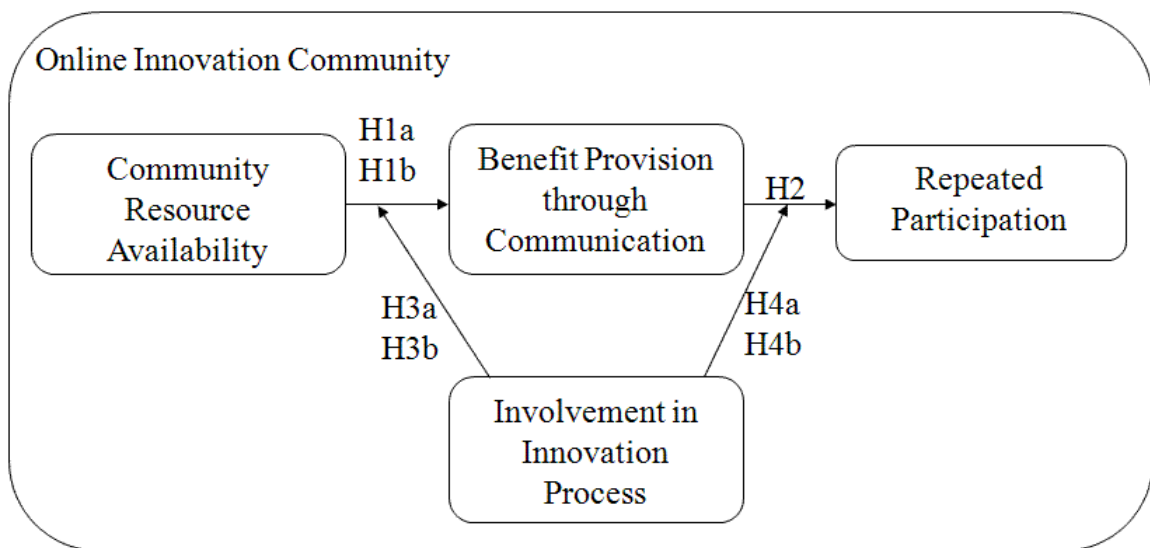 Online Innovation Community
Community
Resource
Availability
H1a
H1b
Benefit Provision
through
Communication
H2
Repeated
Participation
H3a
H3b
H4a
H4b
Involvement in
Innovation
Process